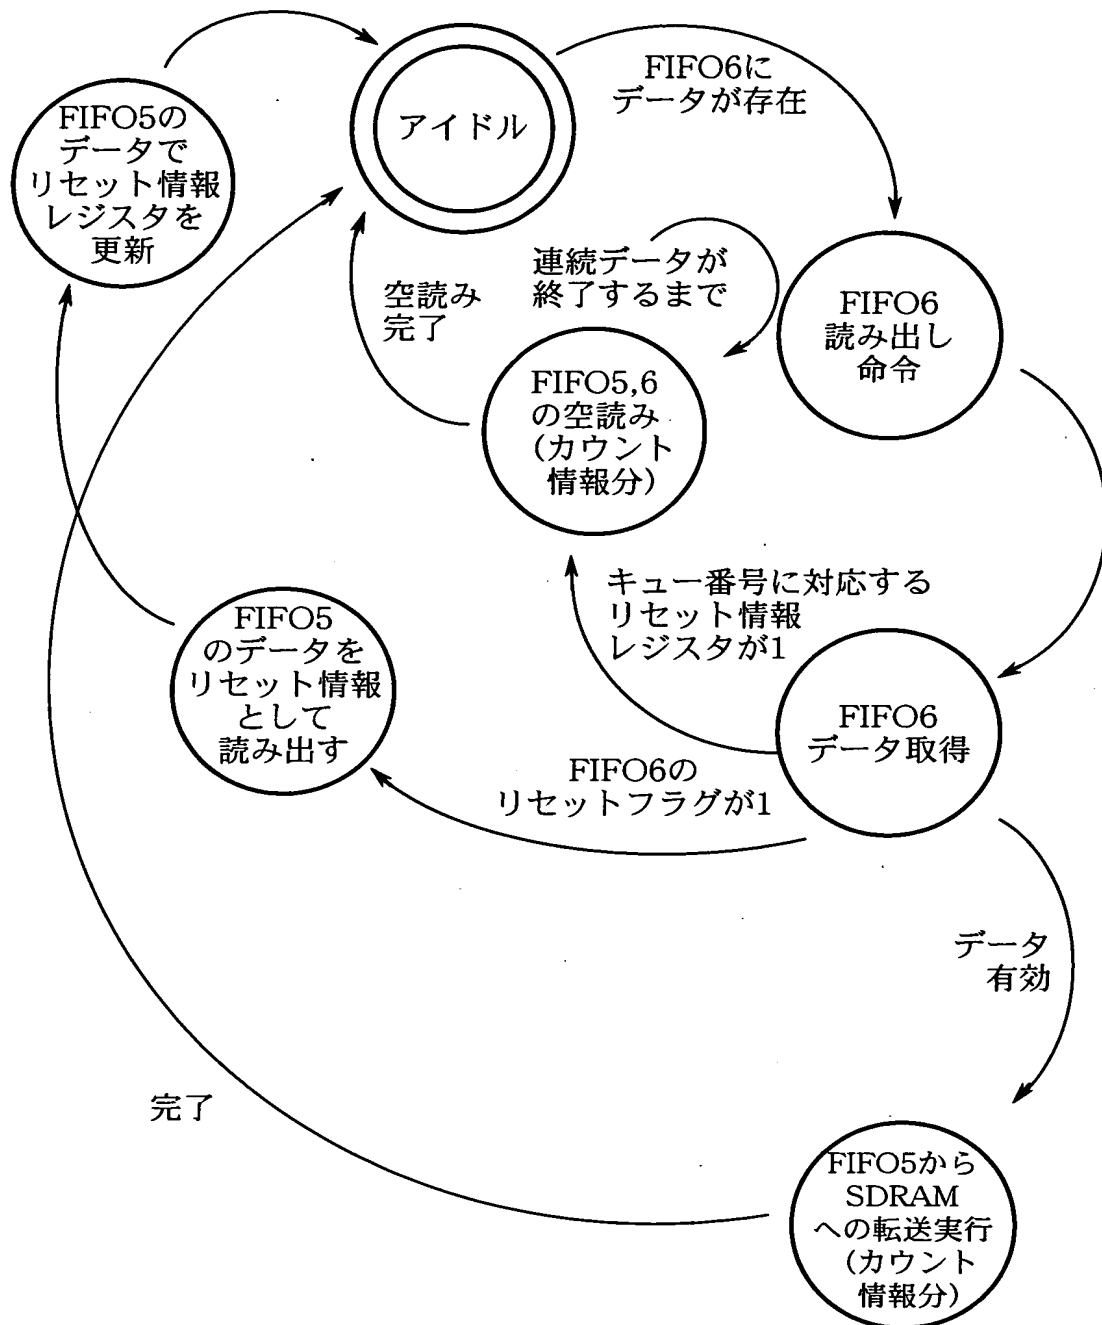 FIFO5の
データで
リセット情報
レジスタを
更新
アイドル
FIFO6に
データが存在
連続データが
終了するまで
空読み
完了
FIFO6
読み出し
命令
FIFO5,6
の空読み
(カウント
情報分)
キュー番号に対応する
リセット情報
レジスタが1
FIFO5
のデータを
リセット情報
として
読み出す
FIFO6
データ取得
FIFO6の
リセットフラグが1
データ
有効
完了
FIFO5から
SDRAM
への転送実行
(カウント
情報分)